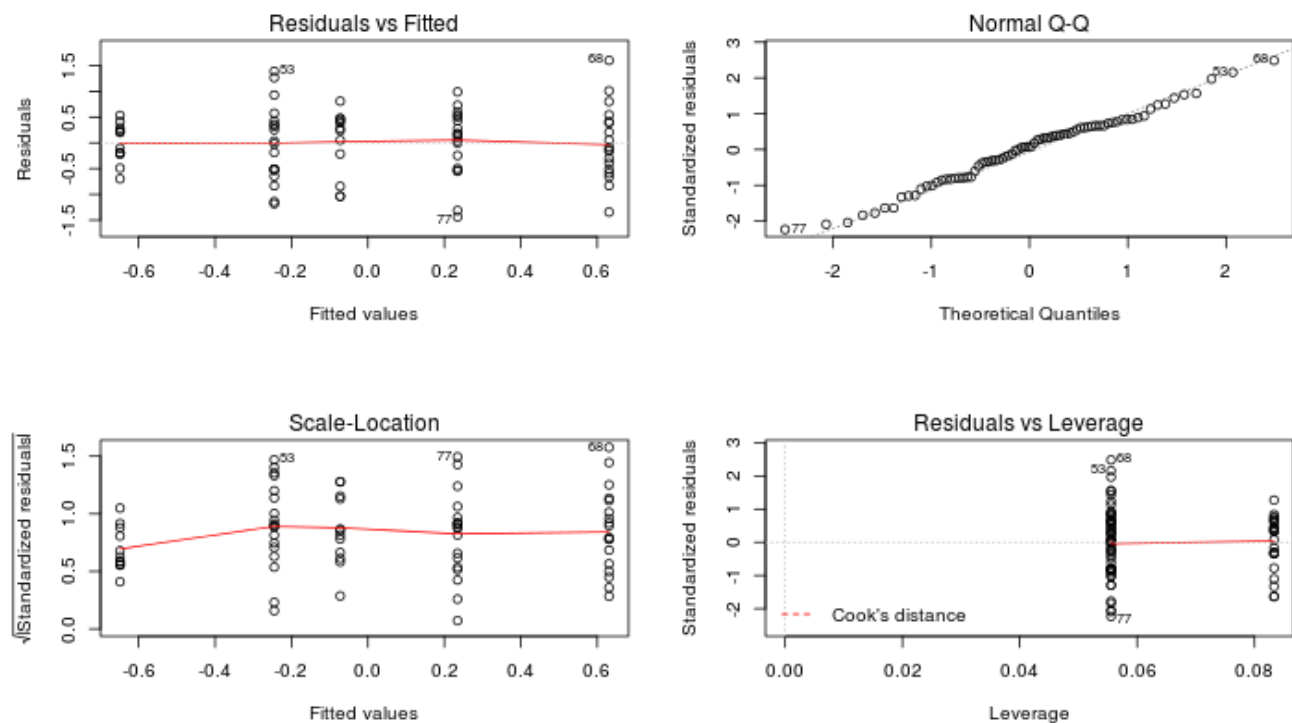 Residuals vs Fitted
Residuals
1.5
0.5
-0.5
-1.5
53
68
77
-0.6 -0.4 -0.2 0.0 0.2 0.4 0.6
Fitted values
Normal Q-Q
Standardized residuals
3
2
1
0
-1
-2
53
68
77
-2 -1 0 1 2
Theoretical Quantiles
Scale-Location
√|Standardized residuals|
1.5
1.0
0.5
0.0
53
77
68
-0.6 -0.4 -0.2 0.0 0.2 0.4 0.6
Fitted values
Residuals vs Leverage
Standardized residuals
3
2
1
0
-1
-2
53 68
77
Cook's distance
0.00 0.02 0.04 0.06 0.08
Leverage